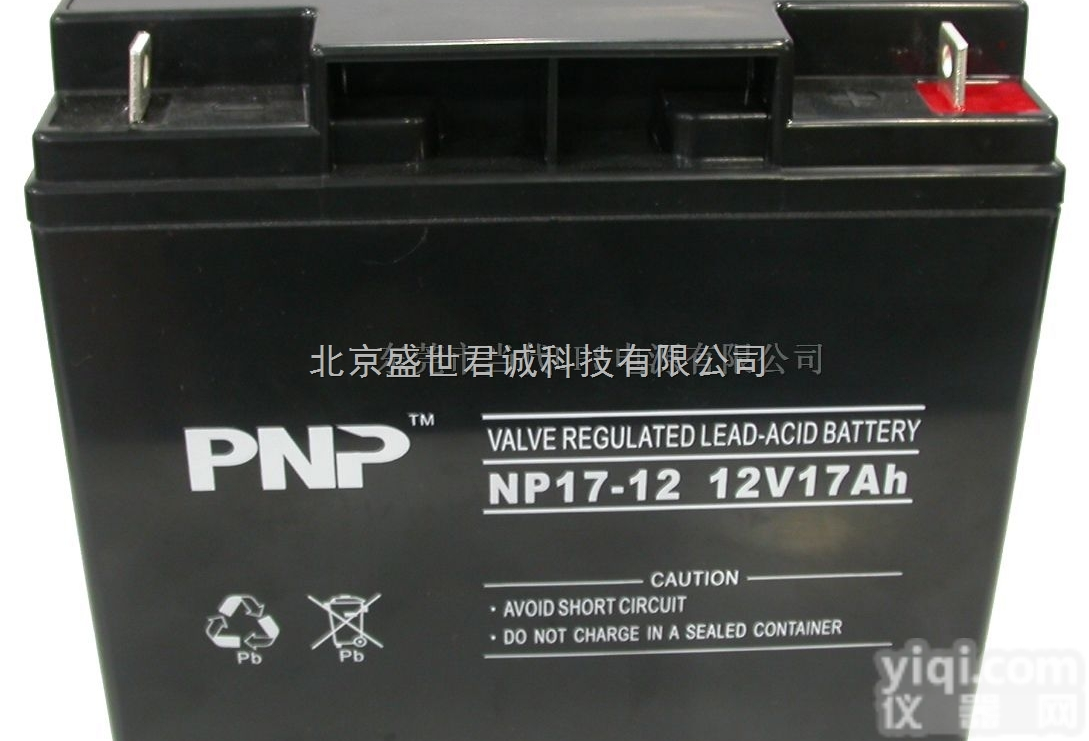 北京盛世君诚科技有限公司
PNP™
VALVE REGULATED LEAD-ACID BATTERY
NP17-12 12V17Ah
CAUTION
· AVOID SHORT CIRCUIT
· DO NOT CHARGE IN A SEALED CONTAINER
Pb
Pb
yiqi.com
仪器网